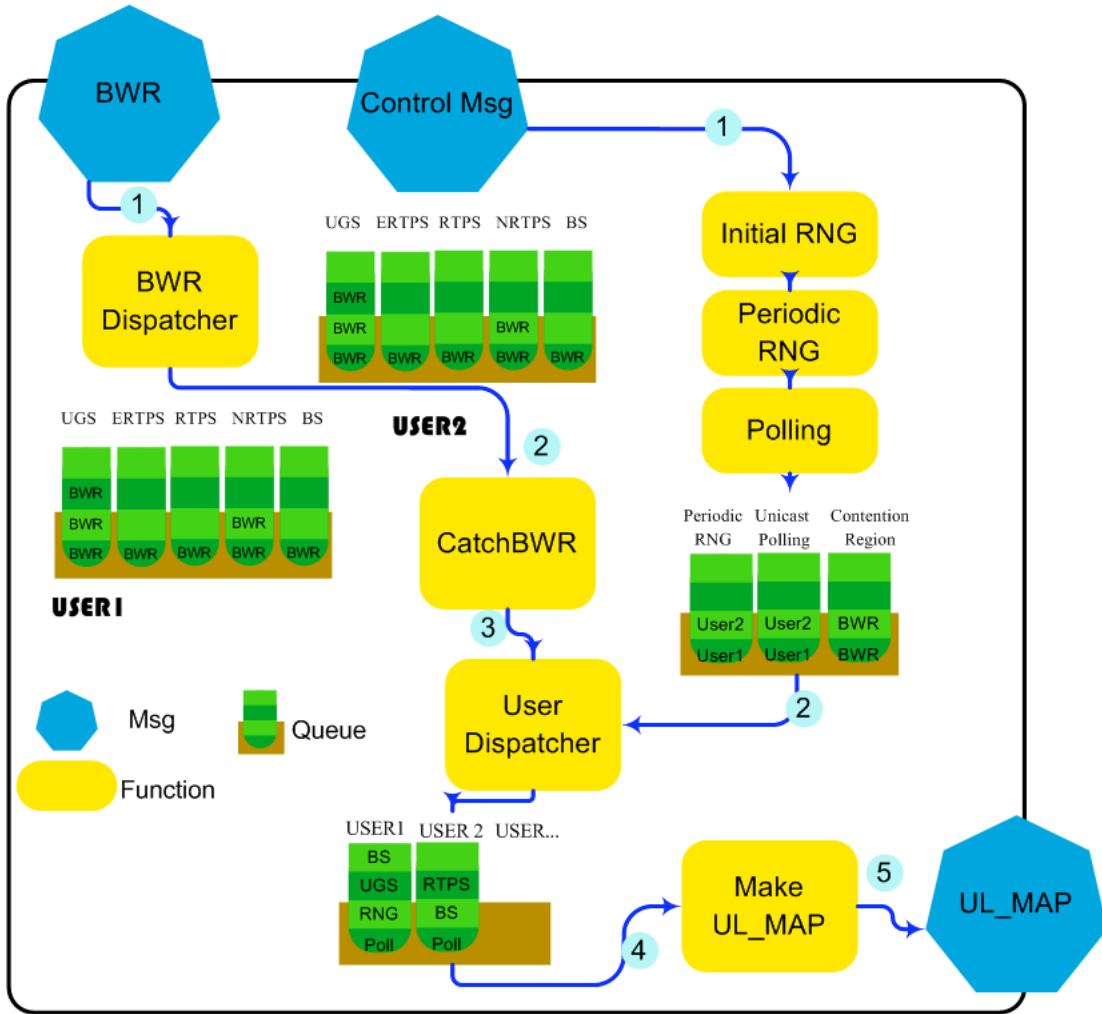 BWR
Control Msg
1
1
UGS ERTPS RTPS NRTPS BS
Initial RNG
BWR
Dispatcher
BWR
BWR BWR
BWR BWR BWR BWR BWR
Periodic
RNG
UGS ERTPS RTPS NRTPS BS
USER2
2
Polling
BWR
BWR BWR
BWR BWR BWR BWR BWR
USER1
CatchBWR
Periodic Unicast Contention
RNG Polling Region
User2 User2 BWR
User1 User1 BWR
3
2
User
Dispatcher
Msg
Queue
Function
USER1 USER 2 USER...
BS
UGS RTPS
RNG BS
Poll Poll
4
Make
UL_MAP
5
UL_MAP